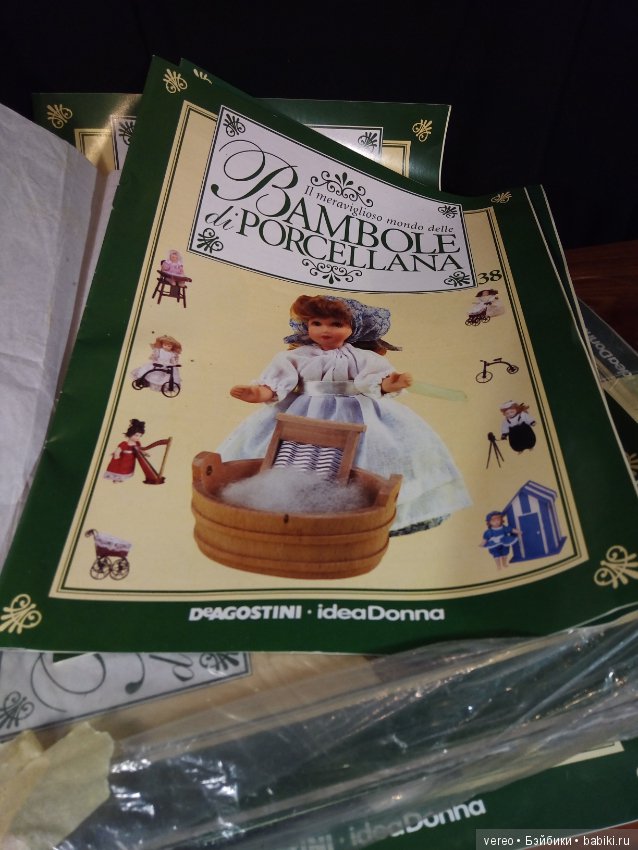 Il meraviglioso mondo delle
BAMBOLE
di PORCELLANA
38
DeAGOSTINI · ideaDonna
ideaDonna
vereo • Бэйбики • babiki.ru